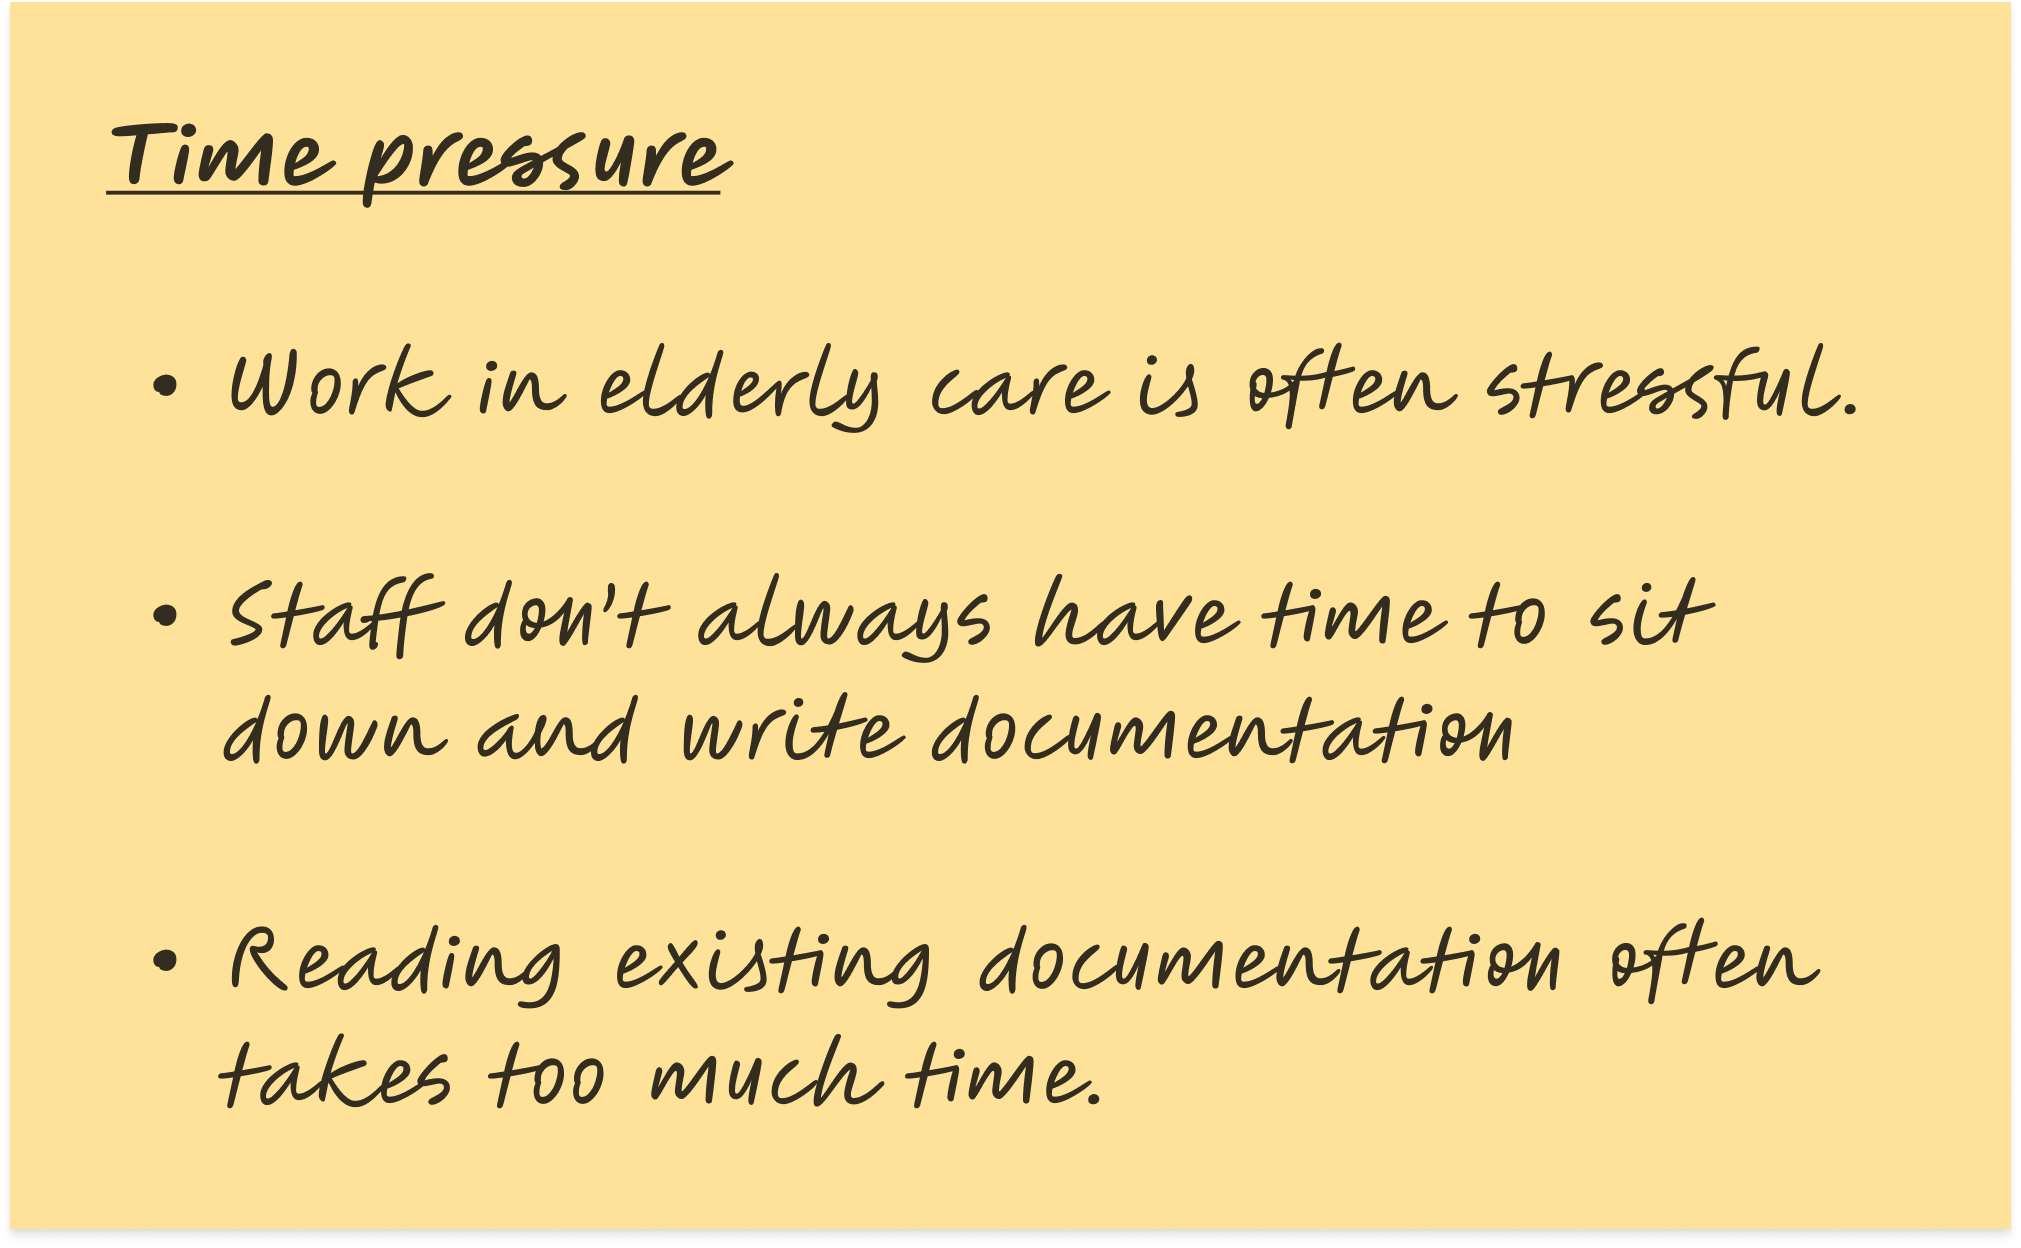 Time pressure
• Work in elderly care is often stressful.
• Staff don't always have time to sit
down and write documentation
• Reading existing documentation often
takes too much time.